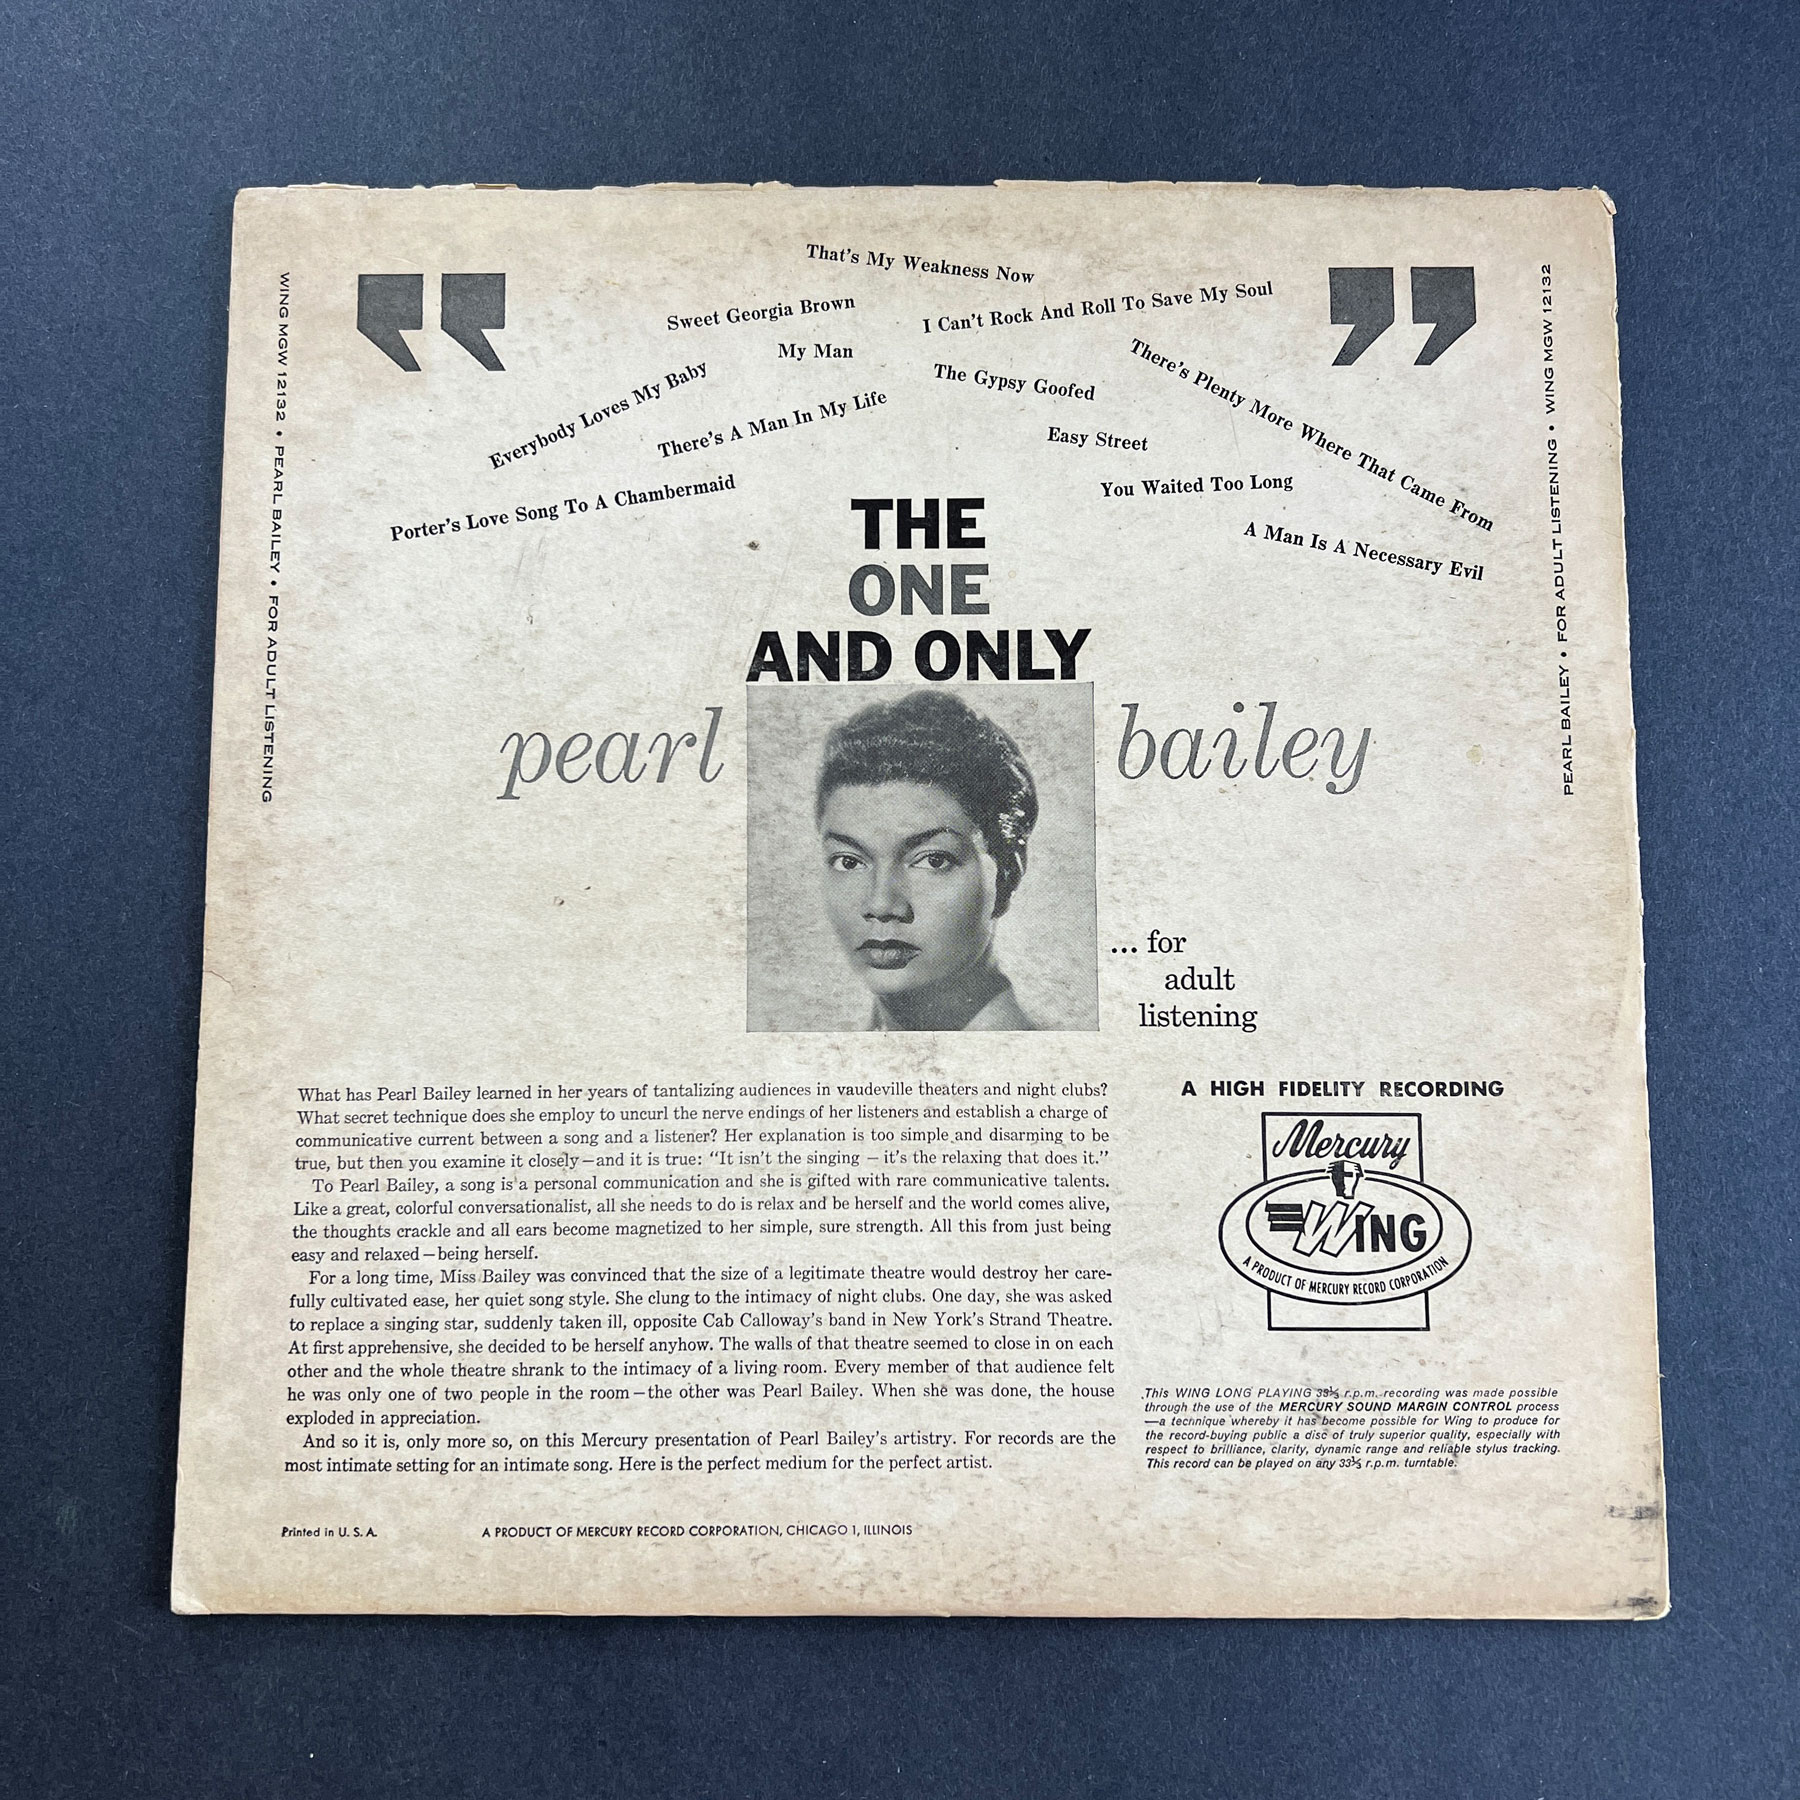 That's My Weakness Now
Sweet Georgia Brown
I Can't Rock And Roll To Save My Soul
My Man
There's Plenty More Where That Came From
Everybody Loves My Baby
The Gypsy Goofed
There's A Man In My Life
Easy Street
Porter's Love Song To A Chambermaid
You Waited Too Long
A Man Is A Necessary Evil
WING MGW 12132 • PEARL BAILEY • FOR ADULT LISTENING
PEARL BAILEY • FOR ADULT LISTENING • WING MGW 12132
THE
ONE
AND ONLY
pearl bailey
... for
adult
listening
What has Pearl Bailey learned in her years of tantalizing audiences in vaudeville theaters and night clubs?
What secret technique does she employ to uncurl the nerve endings of her listeners and establish a charge of
communicative current between a song and a listener? Her explanation is too simple and disarming to be
true, but then you examine it closely—and it is true: "It isn't the singing – it's the relaxing that does it."
To Pearl Bailey, a song is a personal communication and she is gifted with rare communicative talents.
Like a great, colorful conversationalist, all she needs to do is relax and be herself and the world comes alive,
the thoughts crackle and all ears become magnetized to her simple, sure strength. All this from just being
easy and relaxed—being herself.
For a long time, Miss Bailey was convinced that the size of a legitimate theatre would destroy her care-
fully cultivated ease, her quiet song style. She clung to the intimacy of night clubs. One day, she was asked
to replace a singing star, suddenly taken ill, opposite Cab Calloway's band in New York's Strand Theatre.
At first apprehensive, she decided to be herself anyhow. The walls of that theatre seemed to close in on each
other and the whole theatre shrank to the intimacy of a living room. Every member of that audience felt
he was only one of two people in the room—the other was Pearl Bailey. When she was done, the house
exploded in appreciation.
And so it is, only more so, on this Mercury presentation of Pearl Bailey's artistry. For records are the
most intimate setting for an intimate song. Here is the perfect medium for the perfect artist.
A HIGH FIDELITY RECORDING
Mercury
WING
A PRODUCT OF MERCURY RECORD CORPORATION
This WING LONG PLAYING 33⅓ r.p.m. recording was made possible
through the use of the MERCURY SOUND MARGIN CONTROL process
—a technique whereby it has become possible for Wing to produce for
the record-buying public a disc of truly superior quality, especially with
respect to brilliance, clarity, dynamic range and reliable stylus tracking.
This record can be played on any 33⅓ r.p.m. turntable.
Printed in U. S. A.
A PRODUCT OF MERCURY RECORD CORPORATION, CHICAGO 1, ILLINOIS